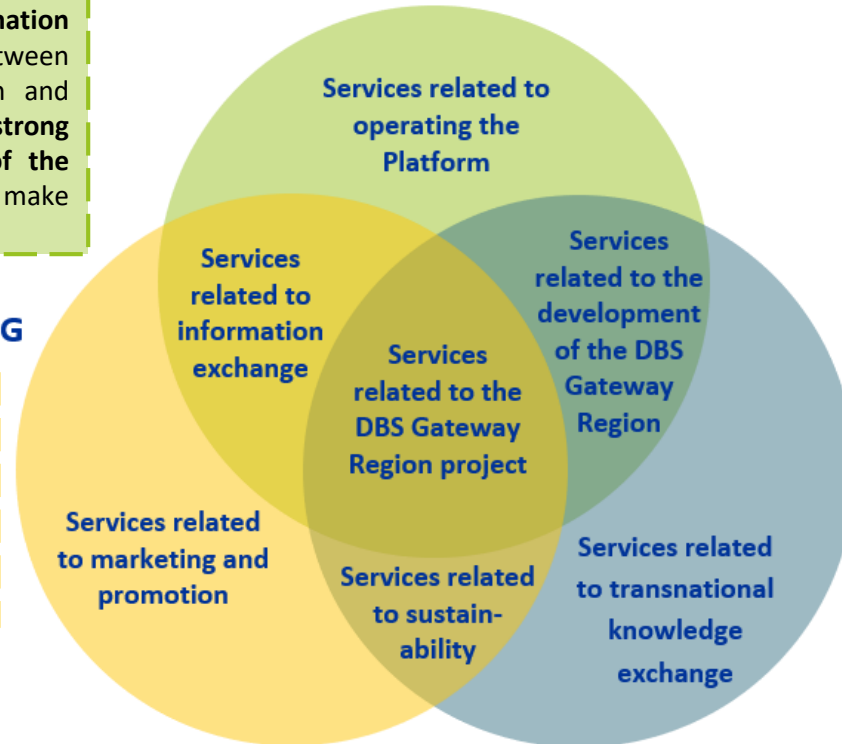 nation
tween
and
strong
of the
make
G
Services related to
operating the
Platform
Services
related to
information
exchange
Services
related to the
development
of the DBS
Gateway
Region
Services
related to the
DBS Gateway
Region project
Services related
to marketing and
promotion
Services related
to sustain-
ability
Services related
to transnational
knowledge
exchange